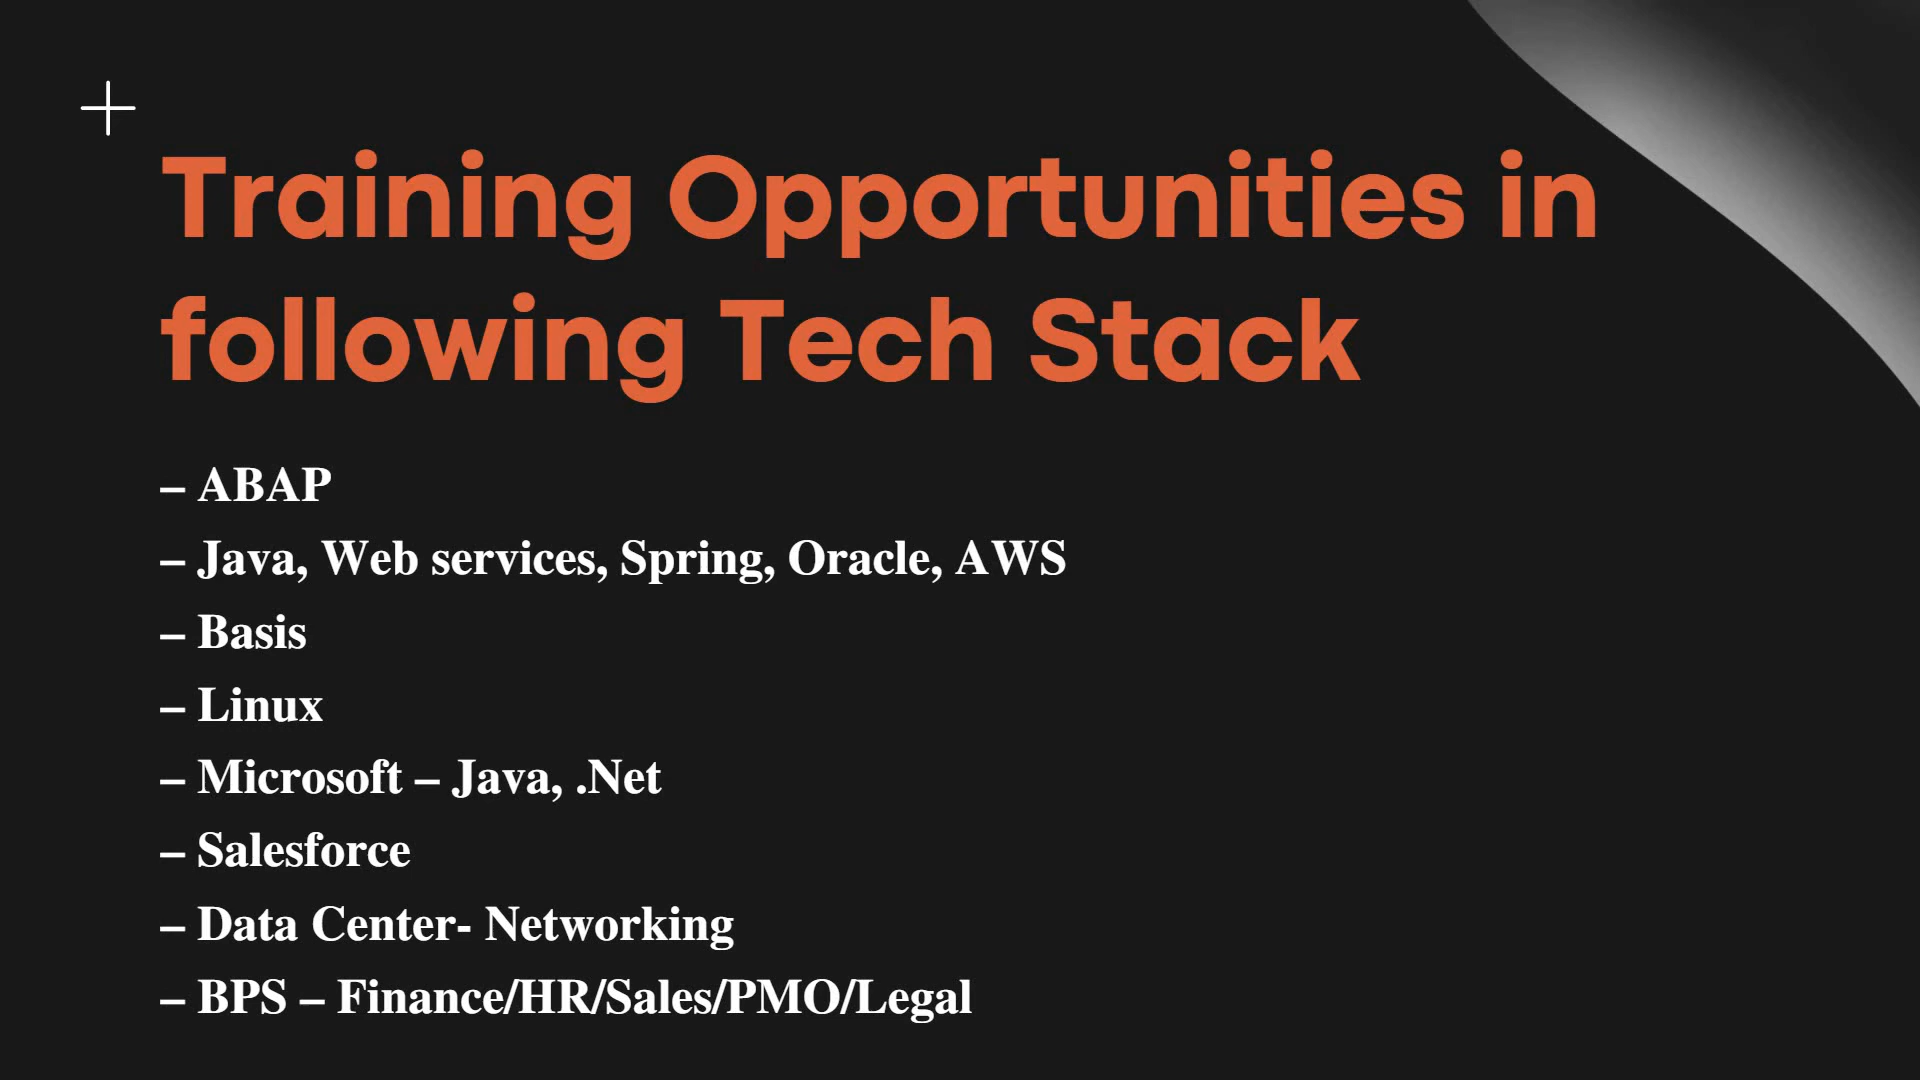 Training Opportunities in
following Tech Stack
– ABAP
– Java, Web services, Spring, Oracle, AWS
– Basis
– Linux
– Microsoft – Java, .Net
– Salesforce
– Data Center- Networking
– BPS – Finance/HR/Sales/PMO/Legal